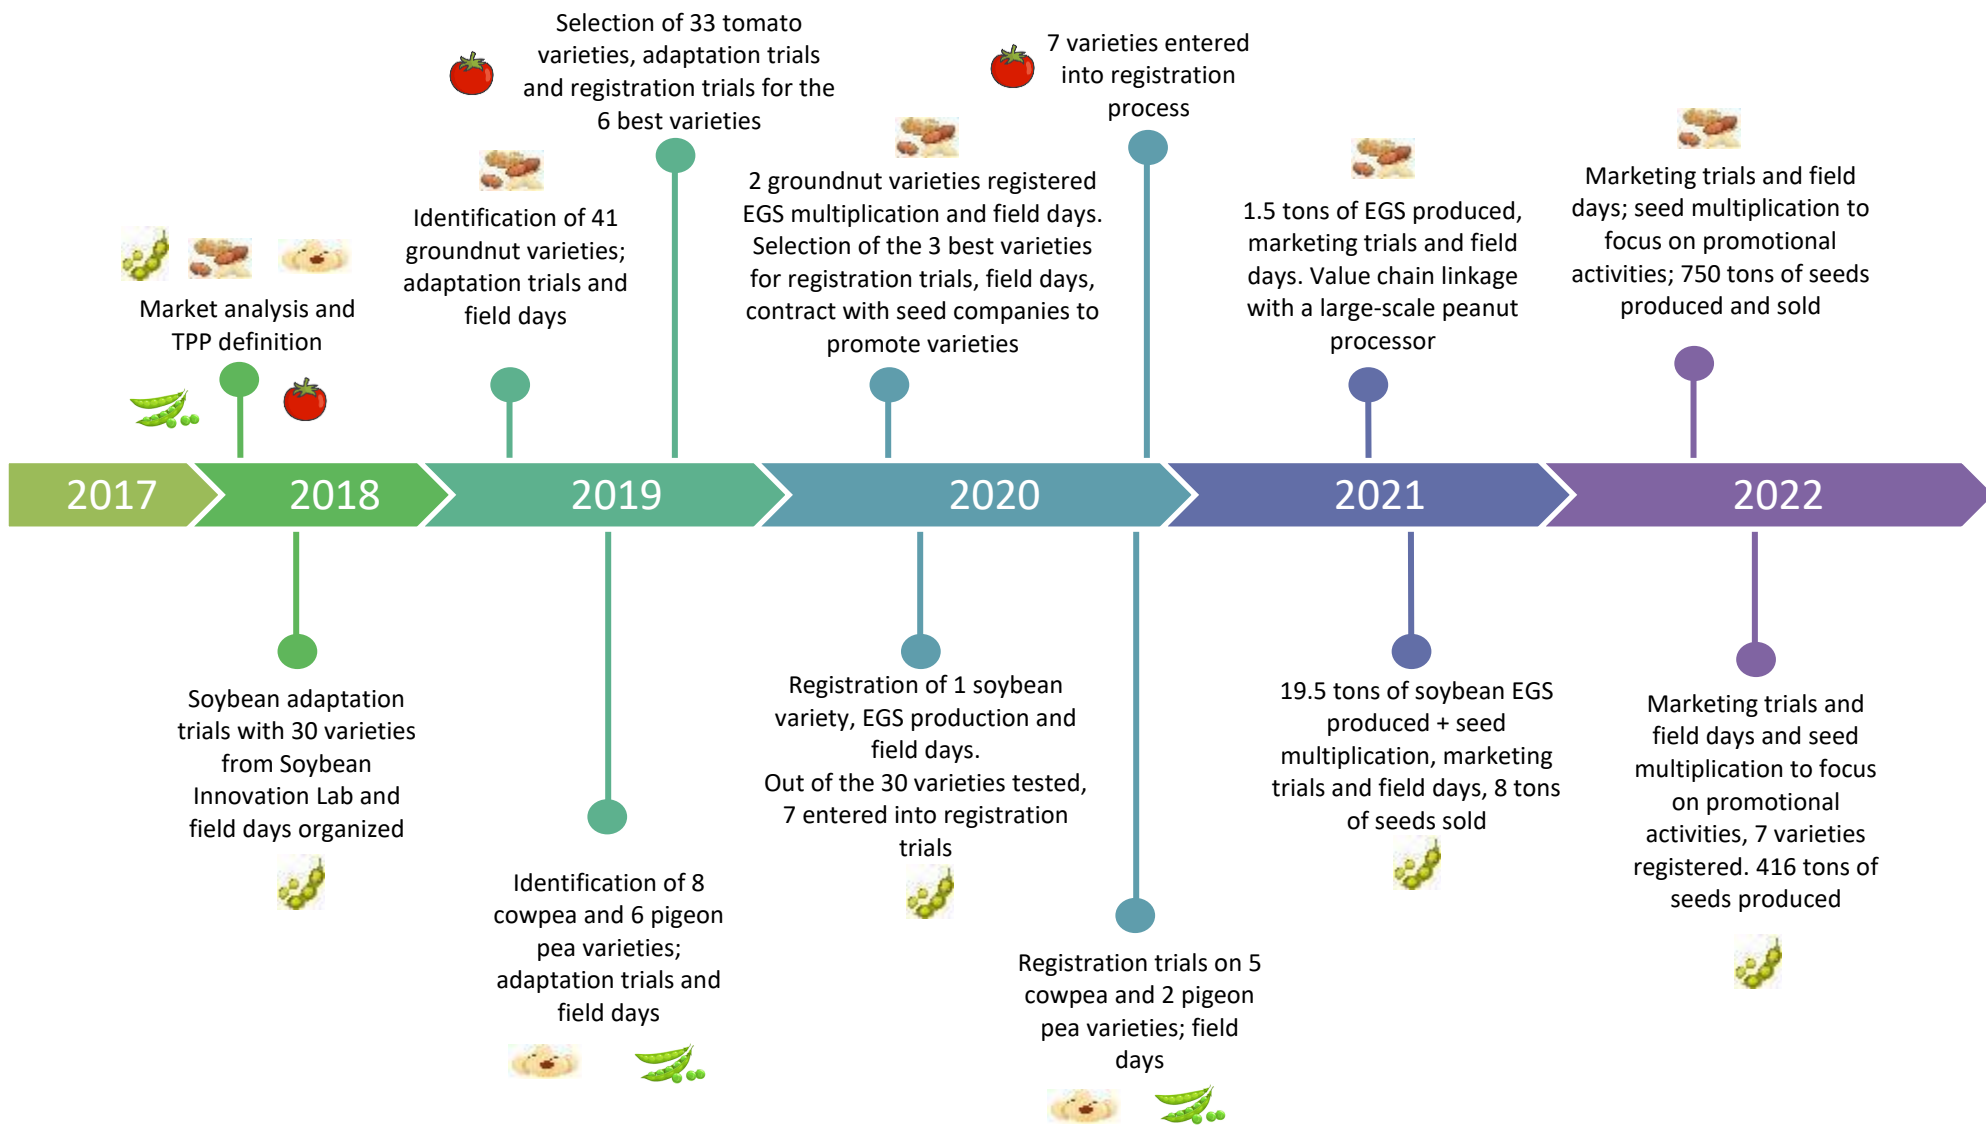 Selection of 33 tomato
varieties, adaptation trials
and registration trials for the
6 best varieties
7 varieties entered
into registration
process
Identification of 41
groundnut varieties;
adaptation trials and
field days
2 groundnut varieties registered
EGS multiplication and field days.
Selection of the 3 best varieties
for registration trials, field days,
contract with seed companies to
promote varieties
1.5 tons of EGS produced,
marketing trials and field
days. Value chain linkage
with a large-scale peanut
processor
Marketing trials and field
days; seed multiplication to
focus on promotional
activities; 750 tons of seeds
produced and sold
Market analysis and
TPP definition
2017
2018
2019
2020
2021
2022
Soybean adaptation
trials with 30 varieties
from Soybean
Innovation Lab and
field days organized
Identification of 8
cowpea and 6 pigeon
pea varieties;
adaptation trials and
field days
Registration of 1 soybean
variety, EGS production and
field days.
Out of the 30 varieties tested,
7 entered into registration
trials
Registration trials on 5
cowpea and 2 pigeon
pea varieties; field
days
19.5 tons of soybean EGS
produced + seed
multiplication, marketing
trials and field days, 8 tons
of seeds sold
Marketing trials and
field days and seed
multiplication to focus
on promotional
activities, 7 varieties
registered. 416 tons of
seeds produced